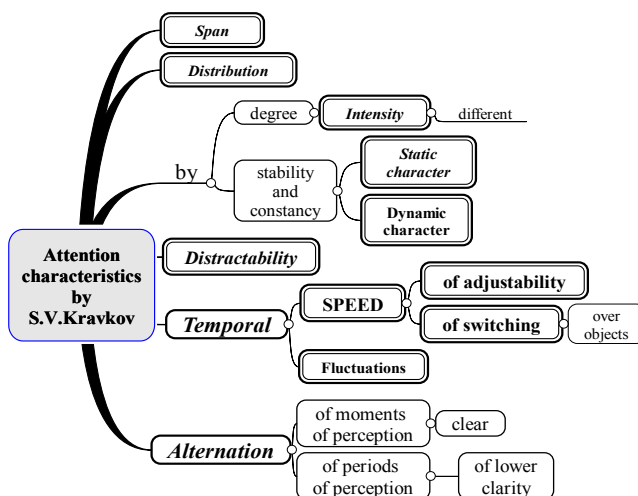 Span
Distribution
degree
Intensity
different
by
stability
and
constancy
Static
character
Dynamic
character
Attention
characteristics
by
S.V.Kravkov
Distractability
Temporal
SPEED
of adjustability
of switching
over
objects
Fluctuations
Alternation
of moments
of perception
clear
of periods
of perception
of lower
clarity